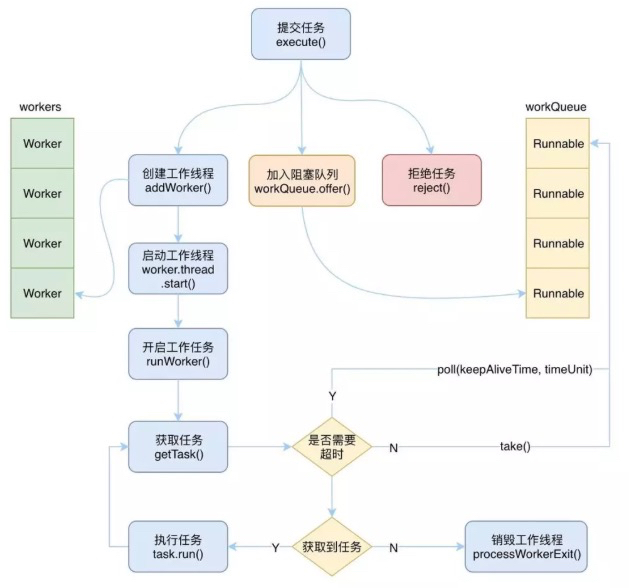 提交任务
execute()
workers
workQueue
Worker
Worker
Worker
Worker
创建工作线程
addWorker()
加入阻塞队列
workQueue.offer()
拒绝任务
reject()
Runnable
Runnable
Runnable
Runnable
启动工作线程
worker.thread
.start()
开启工作任务
runWorker()
poll(keepAliveTime, timeUnit)
Y
获取任务
getTask()
是否需要
超时
N
take()
执行任务
task.run()
Y
获取到任务
N
销毁工作线程
processWorkerExit()